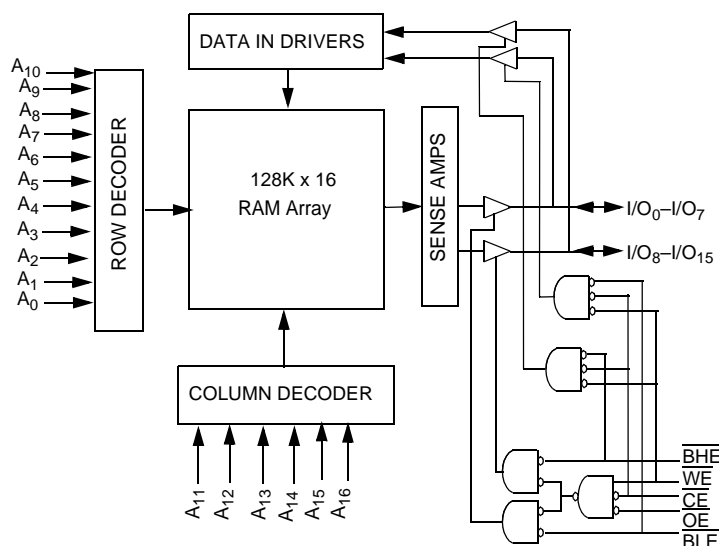 DATA IN DRIVERS
A10
A9
A8
A7
A6
A5
A4
A3
A2
A1
A0
ROW DECODER
128K x 16
RAM Array
SENSE AMPS
I/O0–I/O7
I/O8–I/O15
COLUMN DECODER
A11
A12
A13
A14
A15
A16
BHE
WE
CE
OE
BLE